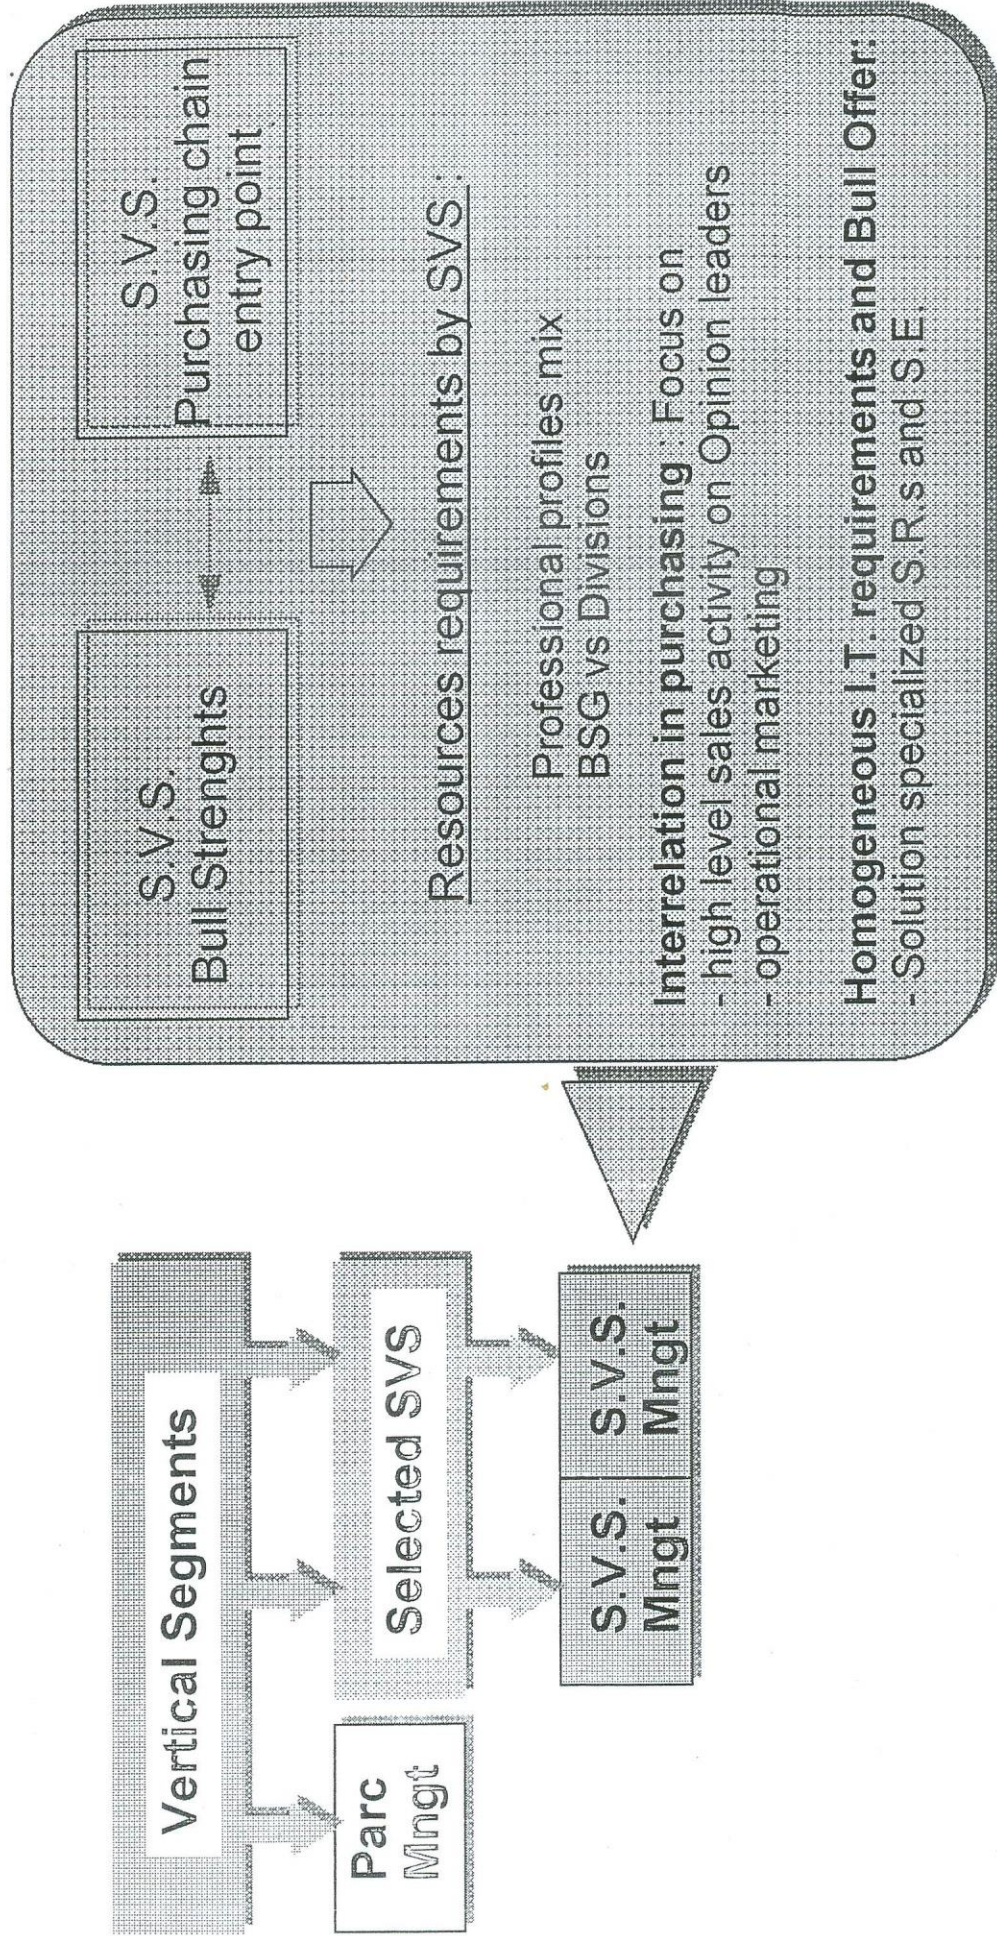 Vertical Segments
Parc
Mngt
Selected SVS
S.V.S.
Mngt
S.V.S.
Mngt
S.V.S.
Bull Strenghts
S.V.S.
Purchasing chain
entry point
Resources requirements by SVS :
Professional profiles mix
BSG vs Divisions
Interrelation in purchasing : Focus on
- high level sales activity on Opinion leaders
- operational marketing
Homogeneous I.T. requirements and Bull Offer:
- Solution specialized S.R.s and S.E.